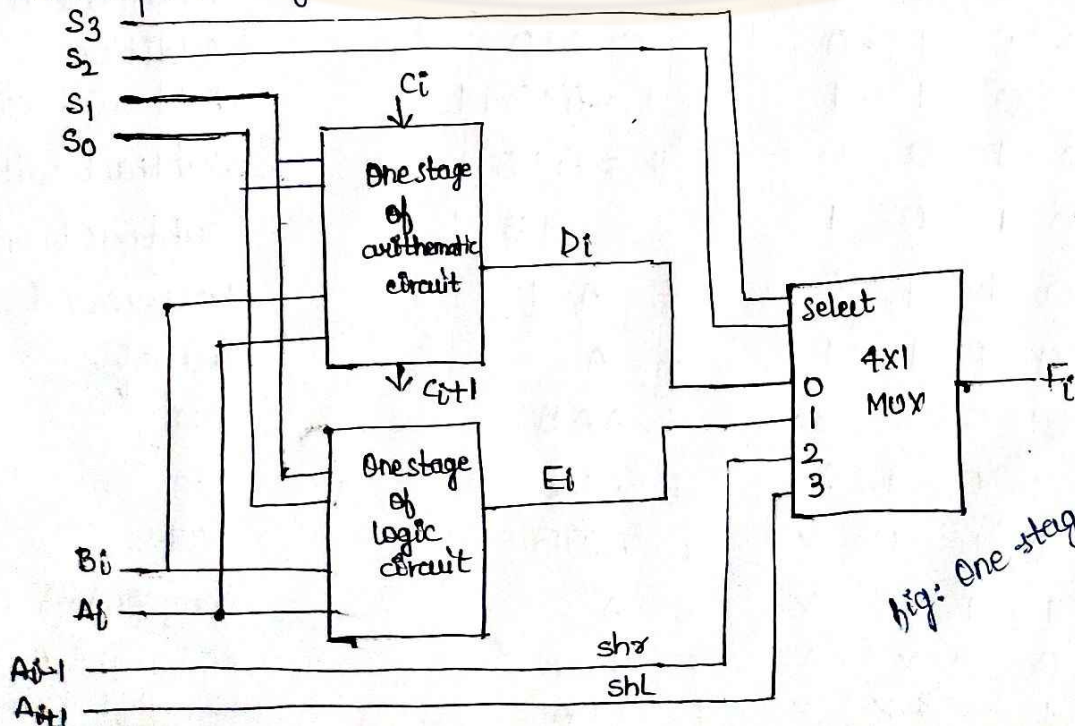 S3
S2
S1
S0
Ci
One stage
of
arithematic
circuit
Di
Select
4x1
MUX
0
1
2
3
Fi
Ci+1
One stage
of
logic
circuit
Ei
Bi
Ai
Ai-1
shr
Ai+1
shL
fig: One stag